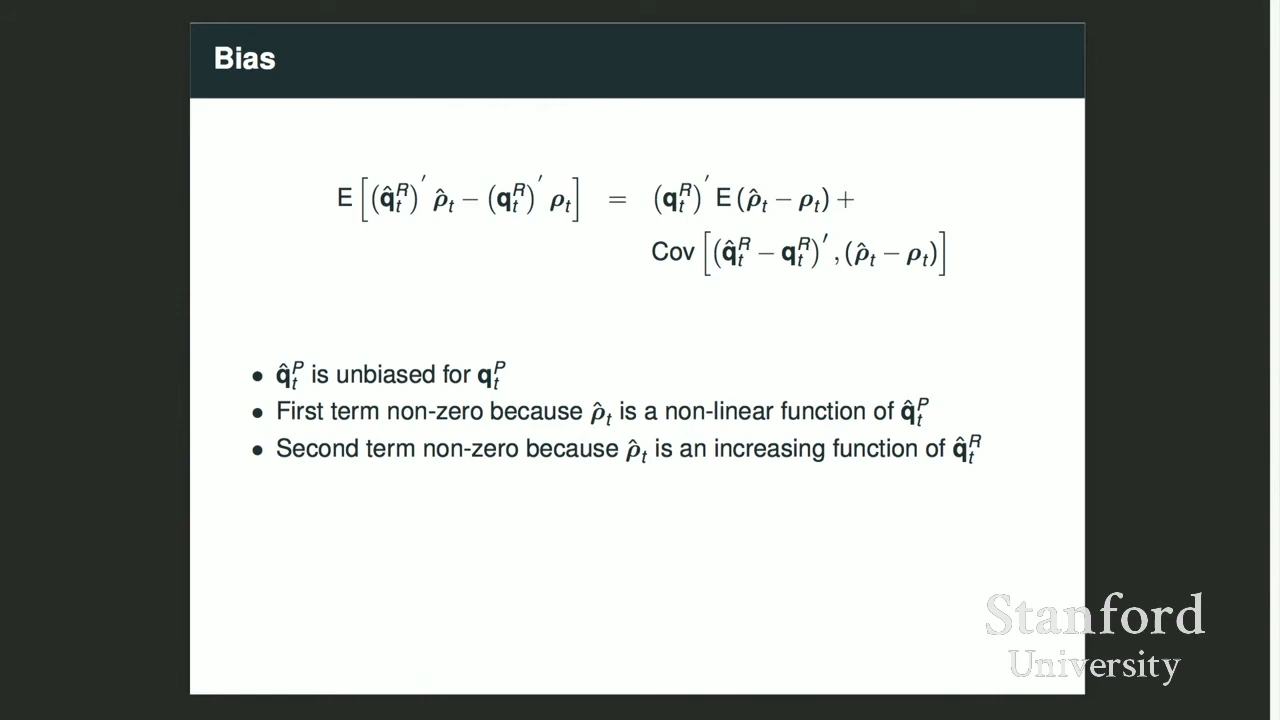 Bias
E [(q̂ₜᴿ)′ ρ̂ₜ − (qₜᴿ)′ ρₜ] = (qₜᴿ)′ E (ρ̂ₜ − ρₜ) +
Cov [(q̂ₜᴿ − qₜᴿ)′, (ρ̂ₜ − ρₜ)]
• q̂ₜᴾ is unbiased for qₜᴾ
• First term non-zero because ρ̂ₜ is a non-linear function of q̂ₜᴾ
• Second term non-zero because ρ̂ₜ is an increasing function of q̂ₜᴿ
Stanford
University